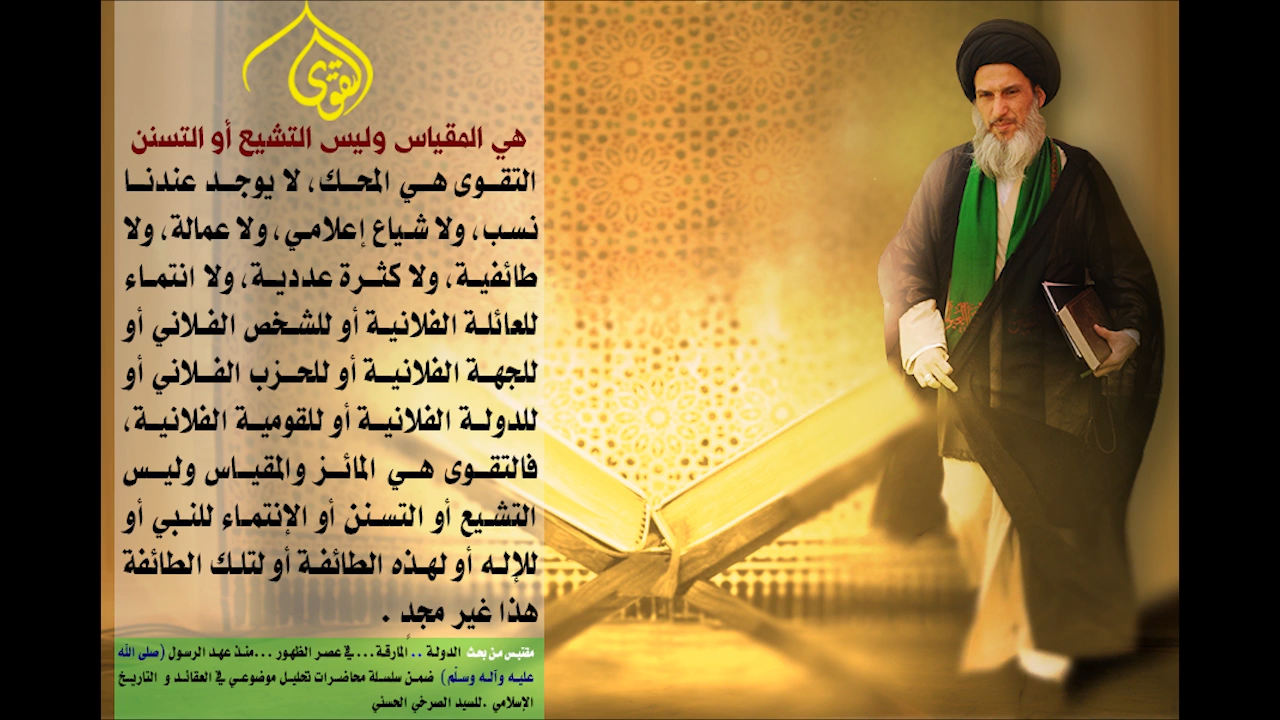 التقوى
هي المقياس وليس التشيع أو التسنن
التقوى هي المحك، لا يوجد عندنا
نسب، ولا شياع إعلامي، ولا عمالة، ولا
طائفية، ولا كثرة عددية، ولا انتماء
للعائلة الفلانية أو للشخص الفلاني أو
للجهة الفلانية أو للحزب الفلاني أو
للدولة الفلانية أو للقومية الفلانية،
فالتقوى هي المائز والمقياس وليس
التشيع أو التسنن أو الإنتماء للنبي أو
للإله أو لهذه الطائفة أو لتلك الطائفة
هذا غير مجدٍ .
مقتبس من بحث الدولة .. المارقة...في عصر الظهور ...منذ عهد الرسول (صلى الله
عليه وآله وسلّم) ضمن سلسلة محاضرات تحليل موضوعي في العقائد و التاريخ
الإسلامي .للسيد الصرخي الحسني